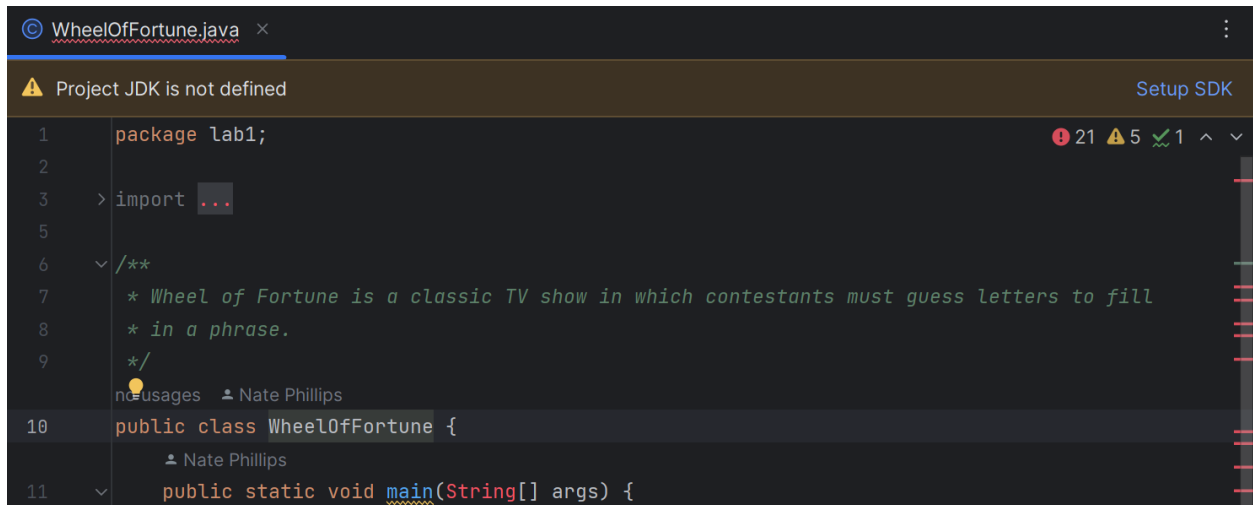 WheelOfFortune.java
Project JDK is not defined Setup SDK
1 package lab1; 21 5 1
2
3 import ...
5
6 /**
7 * Wheel of Fortune is a classic TV show in which contestants must guess letters to fill
8 * in a phrase.
9 */
no usages Nate Phillips
10 public class WheelOfFortune {
Nate Phillips
11 public static void main(String[] args) {